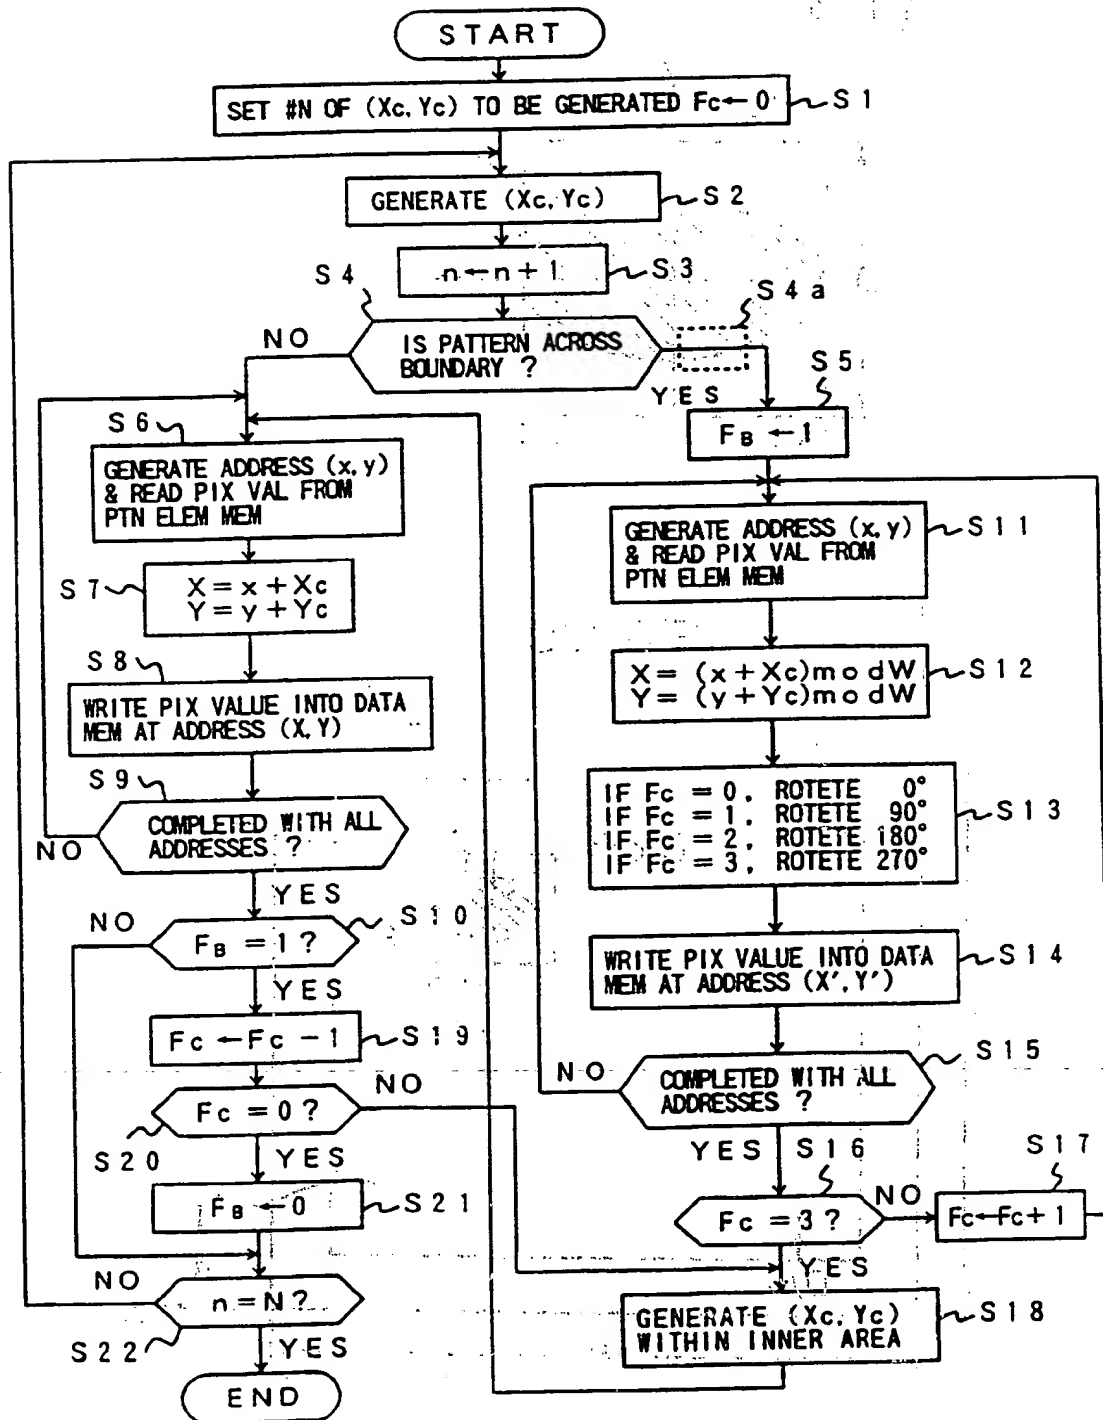 START
SET #N OF (Xc, Yc) TO BE GENERATED Fc←0
S1
GENERATE (Xc, Yc)
S2
n←n+1
S3
S4
IS PATTERN ACROSS
BOUNDARY ?
NO
YES
S4a
S5
FB ←1
S6
GENERATE ADDRESS (x, y)
& READ PIX VAL FROM
PTN ELEM MEM
S7
X = x + Xc
Y = y + Yc
S8
WRITE PIX VALUE INTO DATA
MEM AT ADDRESS (X, Y)
S9
COMPLETED WITH ALL
ADDRESSES ?
NO
YES
S10
FB = 1 ?
NO
YES
Fc ←Fc − 1
S19
Fc = 0 ?
NO
S20
YES
FB ←0
S21
NO
n = N ?
S22
YES
END
GENERATE ADDRESS (x, y)
& READ PIX VAL FROM
PTN ELEM MEM
S11
X = (x + Xc) modW
Y = (y + Yc) modW
S12
IF Fc = 0, ROTETE 0°
IF Fc = 1, ROTETE 90°
IF Fc = 2, ROTETE 180°
IF Fc = 3, ROTETE 270°
S13
WRITE PIX VALUE INTO DATA
MEM AT ADDRESS (X′, Y′)
S14
S15
COMPLETED WITH ALL
ADDRESSES ?
NO
YES
S16
Fc = 3 ?
NO
S17
Fc←Fc+1
YES
GENERATE (Xc, Yc)
WITHIN INNER AREA
S18